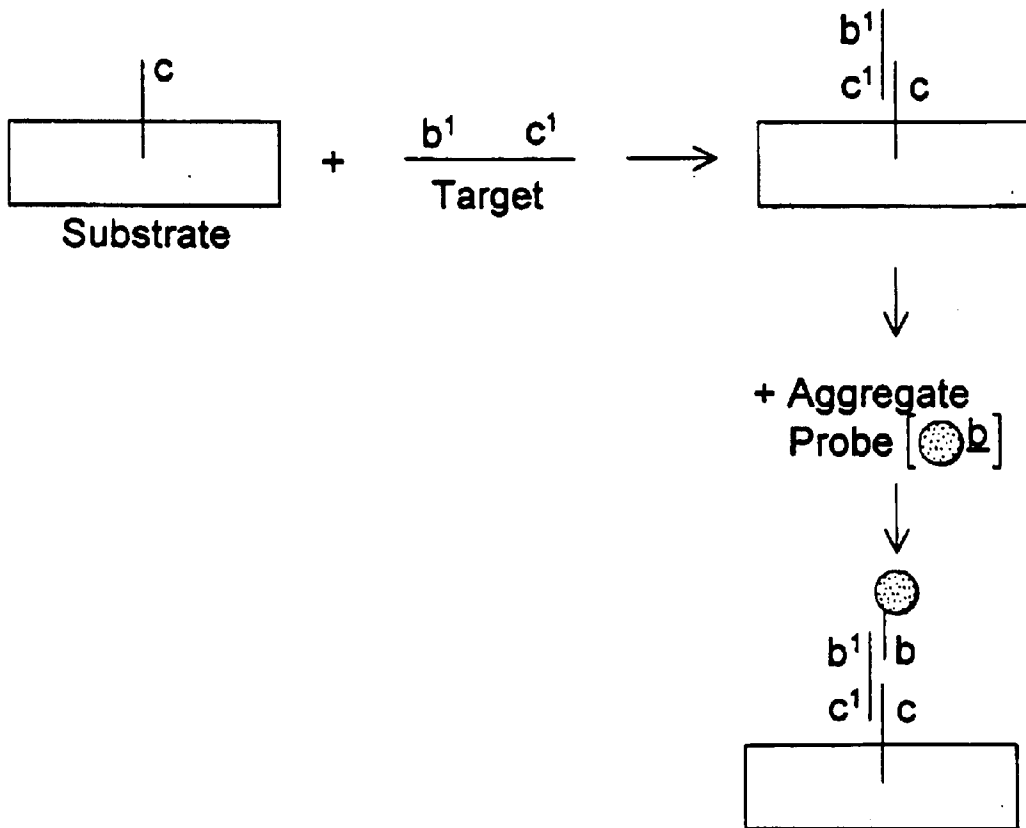 c
Substrate
+
b¹ c¹
Target
b¹
c¹ c
+ Aggregate
Probe [ b]
b¹ b
c¹ c